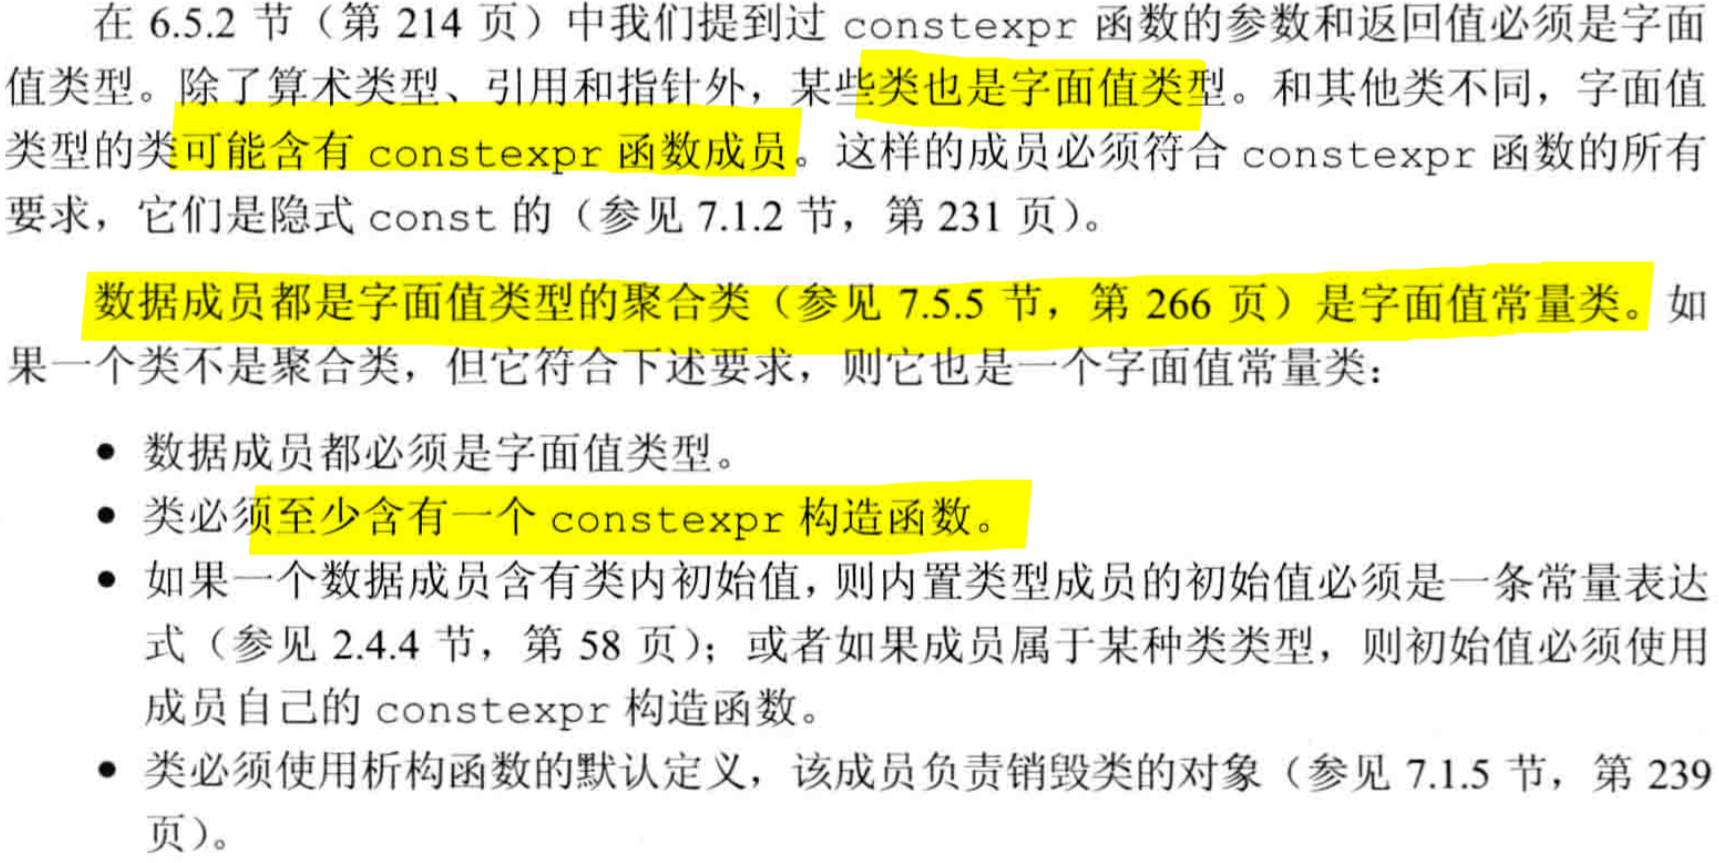 在 6.5.2 节（第 214 页）中我们提到过 constexpr 函数的参数和返回值必须是字面
值类型。除了算术类型、引用和指针外，某些类也是字面值类型。和其他类不同，字面值
类型的类可能含有 constexpr 函数成员。这样的成员必须符合 constexpr 函数的所有
要求，它们是隐式 const 的（参见 7.1.2 节，第 231 页）。
数据成员都是字面值类型的聚合类（参见 7.5.5 节，第 266 页）是字面值常量类。如
果一个类不是聚合类，但它符合下述要求，则它也是一个字面值常量类：
● 数据成员都必须是字面值类型。
● 类必须至少含有一个 constexpr 构造函数。
● 如果一个数据成员含有类内初始值，则内置类型成员的初始值必须是一条常量表达
式（参见 2.4.4 节，第 58 页）；或者如果成员属于某种类类型，则初始值必须使用
成员自己的 constexpr 构造函数。
● 类必须使用析构函数的默认定义，该成员负责销毁类的对象（参见 7.1.5 节，第 239
页）。